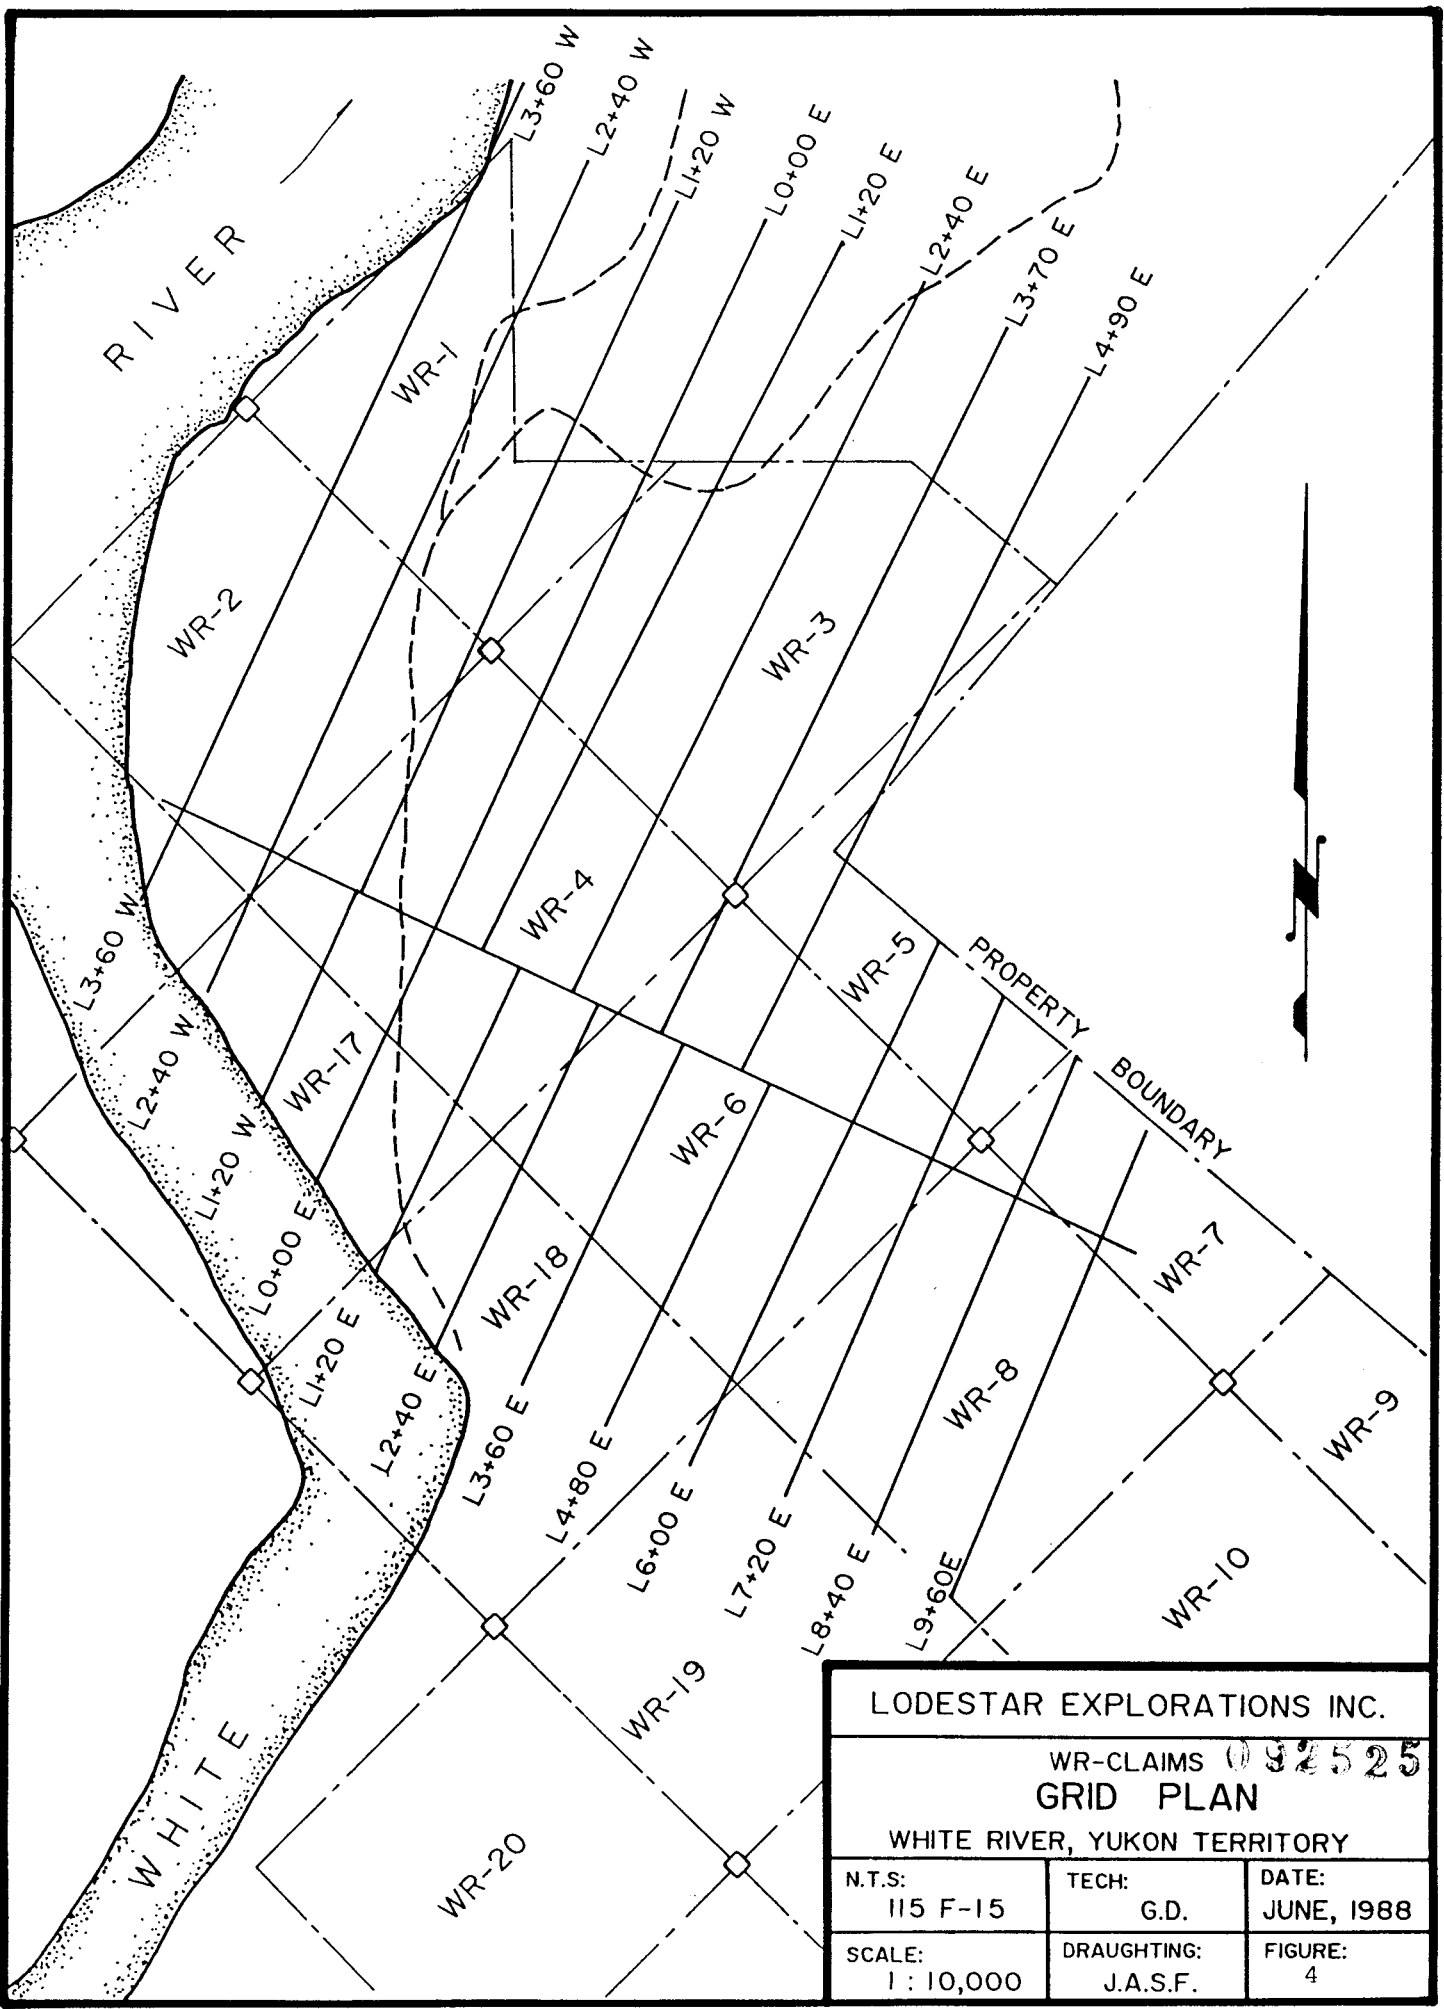 L3+60 W
L2+40 W
L1+20 W
L0+00 E
L1+20 E
L2+40 E
L3+70 E
L4+90 E
RIVER
WR-1
WR-2
WR-3
WR-4
WR-5
PROPERTY BOUNDARY
L3+60 W
L2+40 W
WR-17
L1+20 W
WR-6
L0+00 E
WR-18
WR-7
L1+20 E
L2+40 E
WR-8
WR-9
L3+60 E
L4+80 E
L6+00 E
L7+20 E
L8+40 E
L9+60E
WR-10
WR-19
WHITE
WR-20
LODESTAR EXPLORATIONS INC.
WR-CLAIMS 092525
GRID PLAN
WHITE RIVER, YUKON TERRITORY
N.T.S:
115 F-15
TECH:
G.D.
DATE:
JUNE, 1988
SCALE:
1 : 10,000
DRAUGHTING:
J.A.S.F.
FIGURE:
4